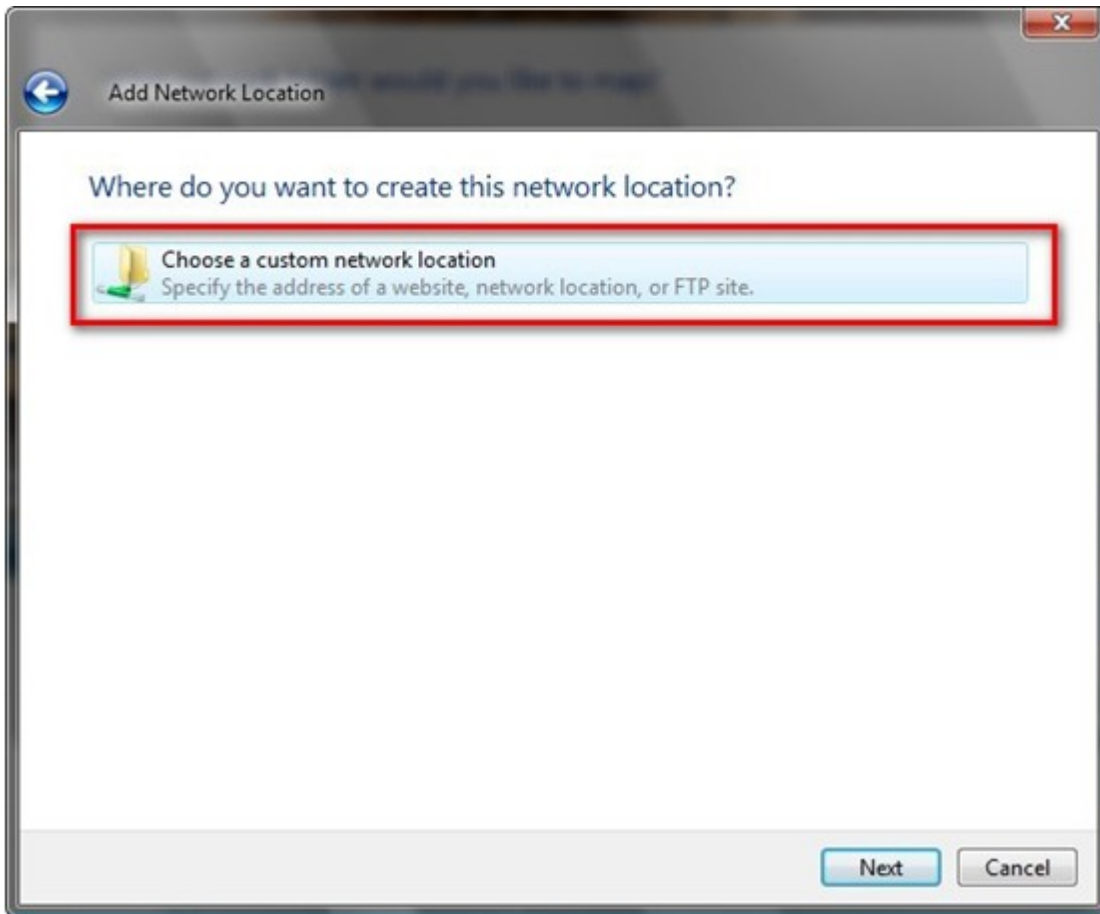 Add Network Location
Where do you want to create this network location?
Choose a custom network location
Specify the address of a website, network location, or FTP site.
Next
Cancel